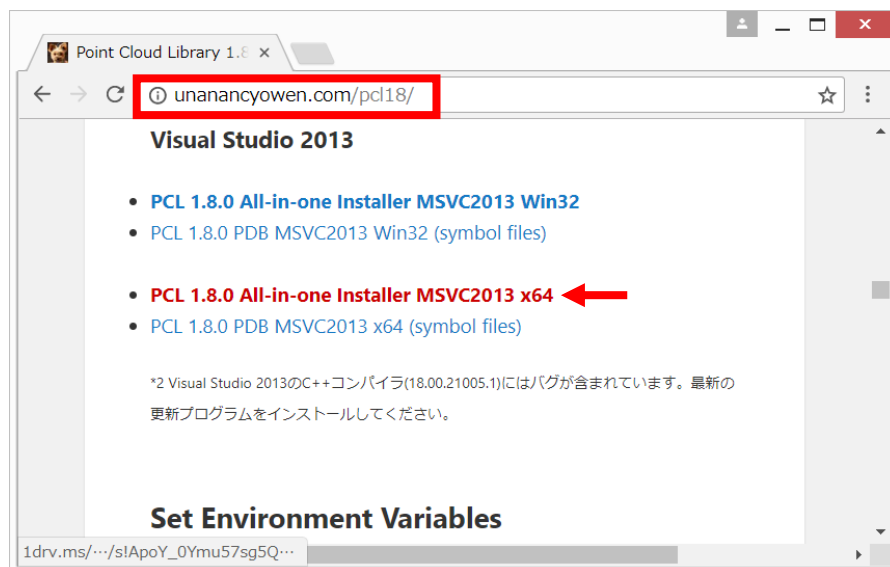 Point Cloud Library 1.8
unanancyowen.com/pcl18/
Visual Studio 2013
PCL 1.8.0 All-in-one Installer MSVC2013 Win32
PCL 1.8.0 PDB MSVC2013 Win32 (symbol files)
PCL 1.8.0 All-in-one Installer MSVC2013 x64
PCL 1.8.0 PDB MSVC2013 x64 (symbol files)
*2 Visual Studio 2013のC++コンパイラ(18.00.21005.1)にはバグが含まれています。最新の
更新プログラムをインストールしてください。
Set Environment Variables
1drv.ms/…/s!ApoY_0Ymu57sg5Q…